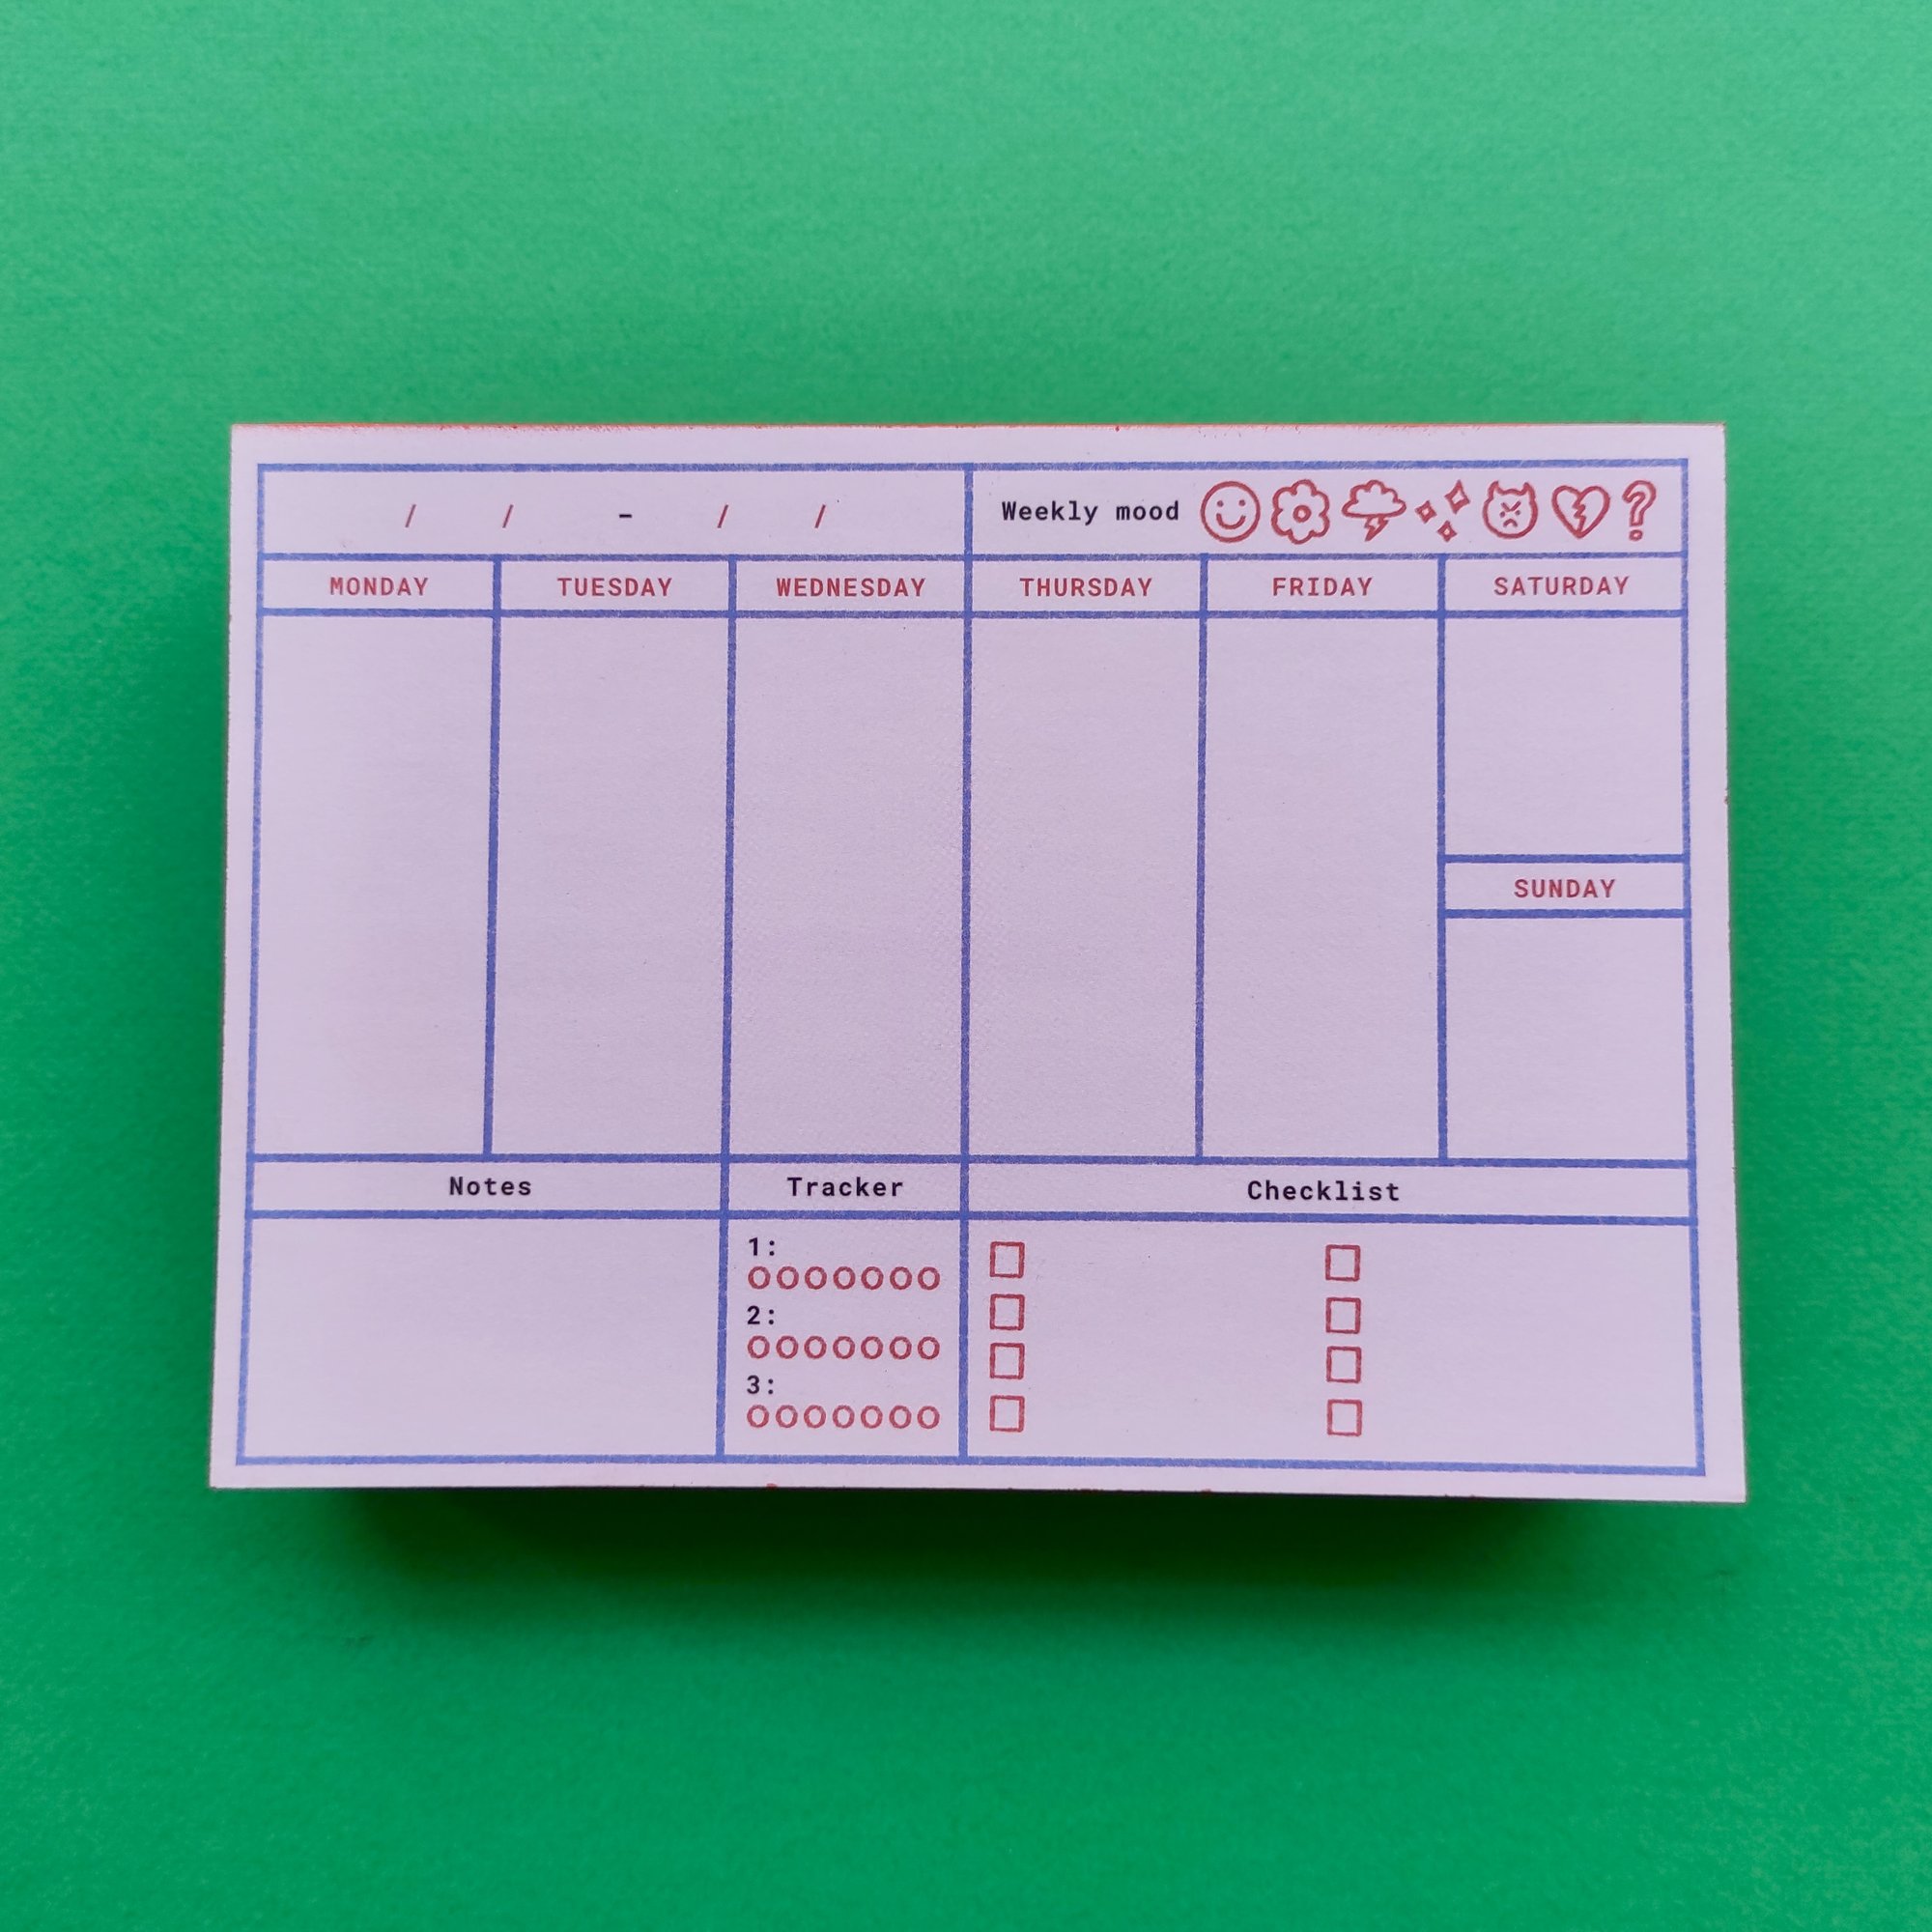 / / - / /
Weekly mood
MONDAY TUESDAY WEDNESDAY THURSDAY FRIDAY SATURDAY
SUNDAY
Notes
Tracker
1:
2:
3:
Checklist